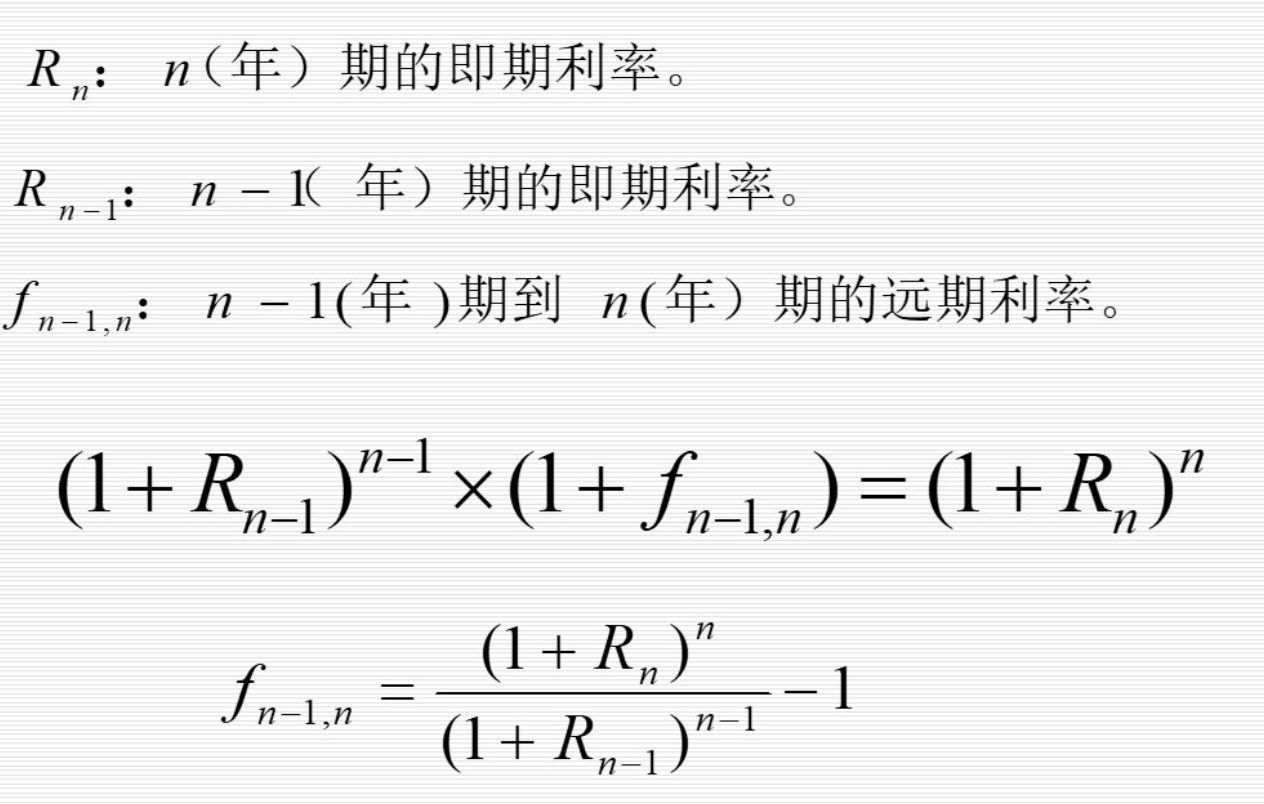 R_n： n（年）期的即期利率。
R_{n-1}： n − 1( 年）期的即期利率。
f_{n-1,n}： n − 1(年 )期到 n(年）期的远期利率。
(1 + R_{n-1})^{n-1} × (1 + f_{n-1,n}) = (1 + R_n)^n
f_{n-1,n} = \frac{(1 + R_n)^n}{(1 + R_{n-1})^{n-1}} − 1